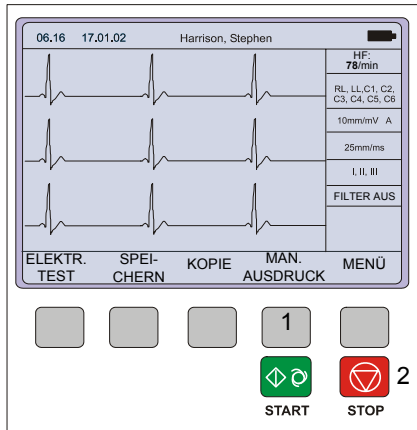 06.16 17.01.02 Harrison, Stephen
HF:
78/min
RL, LL,C1, C2,
C3, C4, C5, C6
10mm/mV A
25mm/ms
I, II, III
FILTER AUS
ELEKTR.
TEST
SPEI-
CHERN
KOPIE
MAN.
AUSDRUCK
MENÜ
1
2
START
STOP